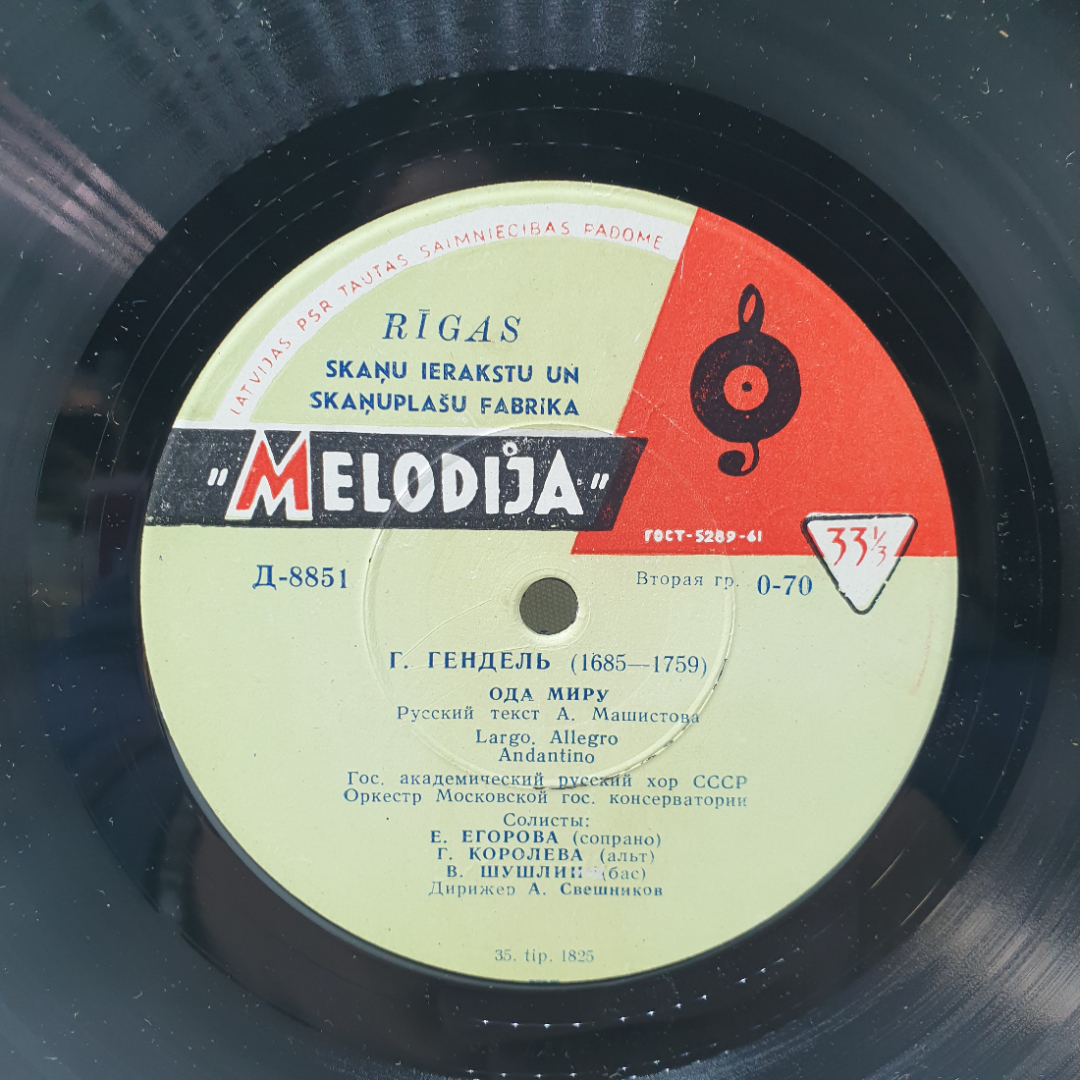 LATVIJAS PSR TAUTAS SAIMNIECĪBAS PADOME
RĪGAS
SKAŅU IERAKSTU UN
SKAŅUPLAŠU FABRIKA
"MELODIJA"
ГОСТ-5289-61
33⅓
Д-8851
Вторая гр. 0-70
Г. ГЕНДЕЛЬ (1685—1759)
ОДА МИРУ
Русский текст А. Машистова
Largo. Allegro
Andantino
Гос. академический русский хор СССР
Оркестр Московской гос. консерватории
Солисты:
Е. ЕГОРОВА (сопрано)
Г. КОРОЛЕВА (альт)
В. ШУШЛИН (бас)
Дирижер А. Свешников
35. tip. 1825